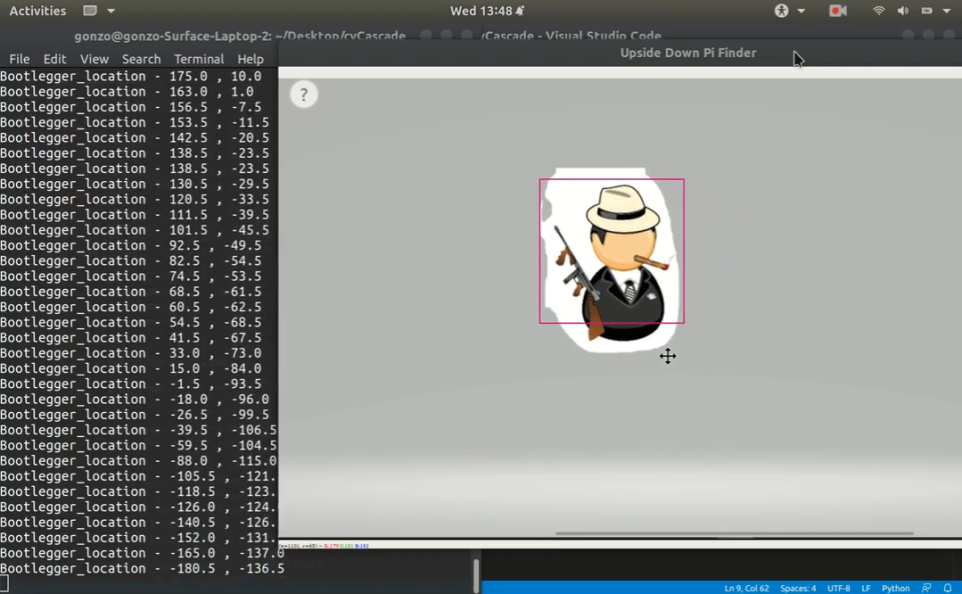 Activities
Wed 13:48
gonzo@gonzo-Surface-Laptop-2: ~/Desktop/cvCascade
vCascade - Visual Studio Code
Upside Down Pi Finder
File Edit View Search Terminal Help
?
Bootlegger_location - 175.0 , 10.0
Bootlegger_location - 163.0 , 1.0
Bootlegger_location - 156.5 , -7.5
Bootlegger_location - 153.5 , -11.5
Bootlegger_location - 142.5 , -20.5
Bootlegger_location - 138.5 , -23.5
Bootlegger_location - 138.5 , -23.5
Bootlegger_location - 130.5 , -29.5
Bootlegger_location - 120.5 , -33.5
Bootlegger_location - 111.5 , -39.5
Bootlegger_location - 101.5 , -45.5
Bootlegger_location - 92.5 , -49.5
Bootlegger_location - 82.5 , -54.5
Bootlegger_location - 74.5 , -53.5
Bootlegger_location - 68.5 , -61.5
Bootlegger_location - 60.5 , -62.5
Bootlegger_location - 54.5 , -68.5
Bootlegger_location - 41.5 , -67.5
Bootlegger_location - 33.0 , -73.0
Bootlegger_location - 15.0 , -84.0
Bootlegger_location - -1.5 , -93.5
Bootlegger_location - -18.0 , -96.0
Bootlegger_location - -26.5 , -99.5
Bootlegger_location - -39.5 , -106.5
Bootlegger_location - -59.5 , -104.5
Bootlegger_location - -88.0 , -115.0
Bootlegger_location - -105.5 , -121.
Bootlegger_location - -118.5 , -123.
Bootlegger_location - -126.0 , -124.
Bootlegger_location - -140.5 , -126.
Bootlegger_location - -152.0 , -131.
Bootlegger_location - -165.0 , -137.0
Bootlegger_location - -180.5 , -136.5
Ln 9, Col 62 Spaces: 4 UTF-8 LF Python